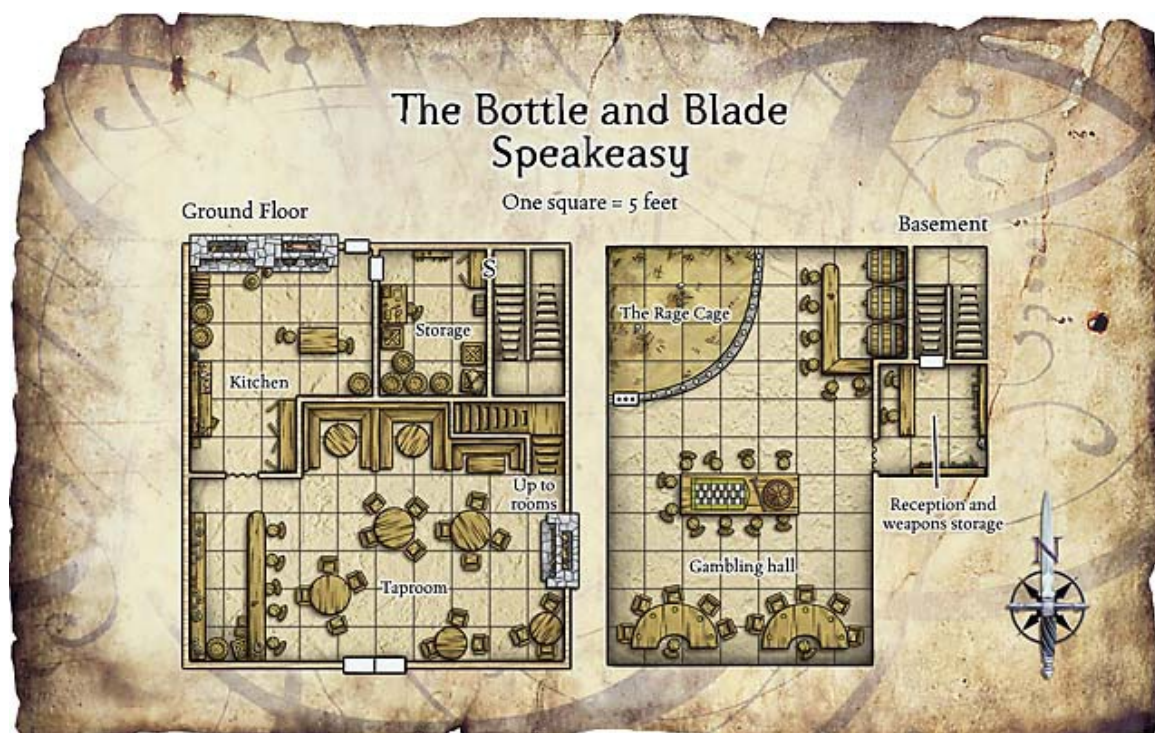 The Bottle and Blade
Speakeasy
One square = 5 feet
Ground Floor
Basement
S
Storage
Kitchen
Up to
rooms
Taproom
The Rage Cage
Reception and
weapons storage
Gambling hall
N